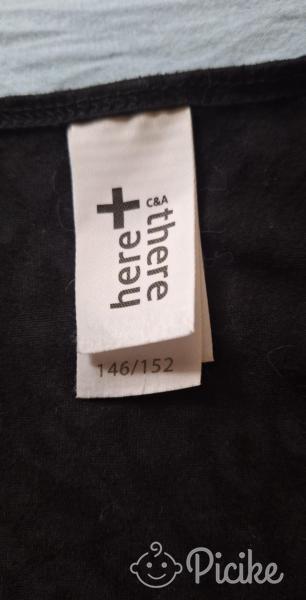 here+
C&A
there
146/152
Picike